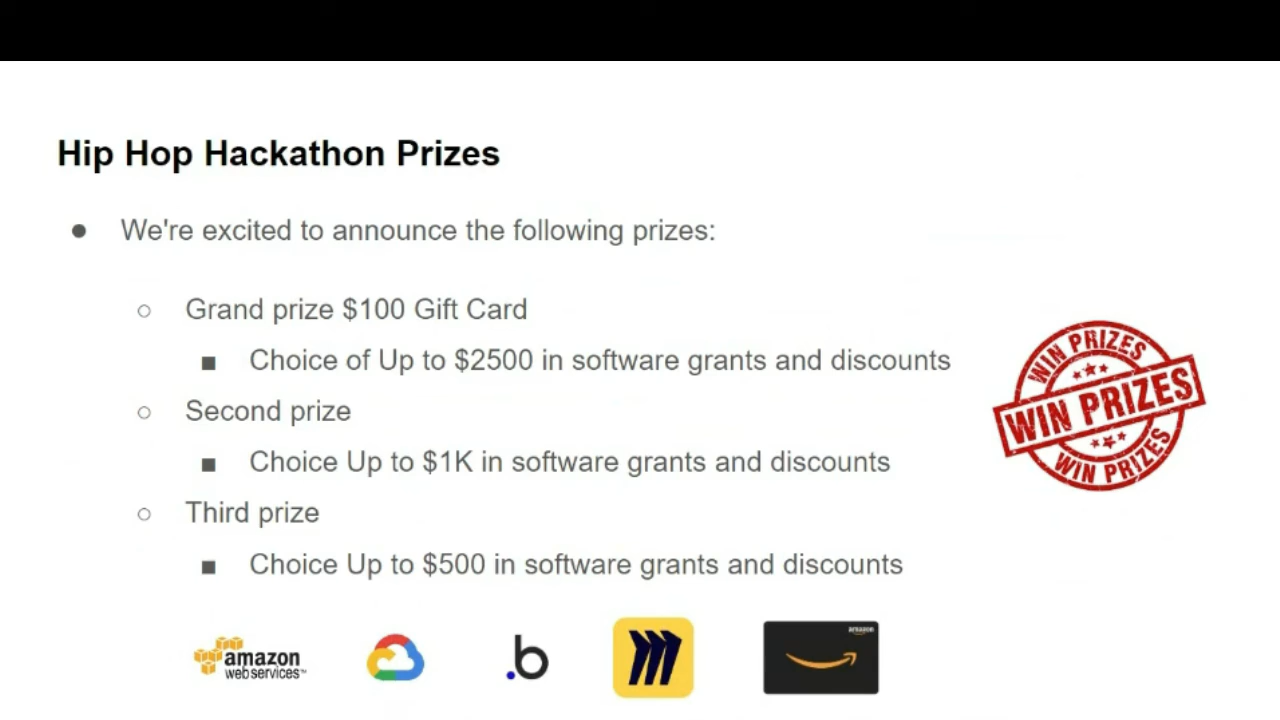 Hip Hop Hackathon Prizes
● We're excited to announce the following prizes:
○ Grand prize $100 Gift Card
■ Choice of Up to $2500 in software grants and discounts
○ Second prize
■ Choice Up to $1K in software grants and discounts
○ Third prize
■ Choice Up to $500 in software grants and discounts
WIN PRIZES
WIN PRIZES
WIN PRIZES
amazon
webservices™
.b
amazon